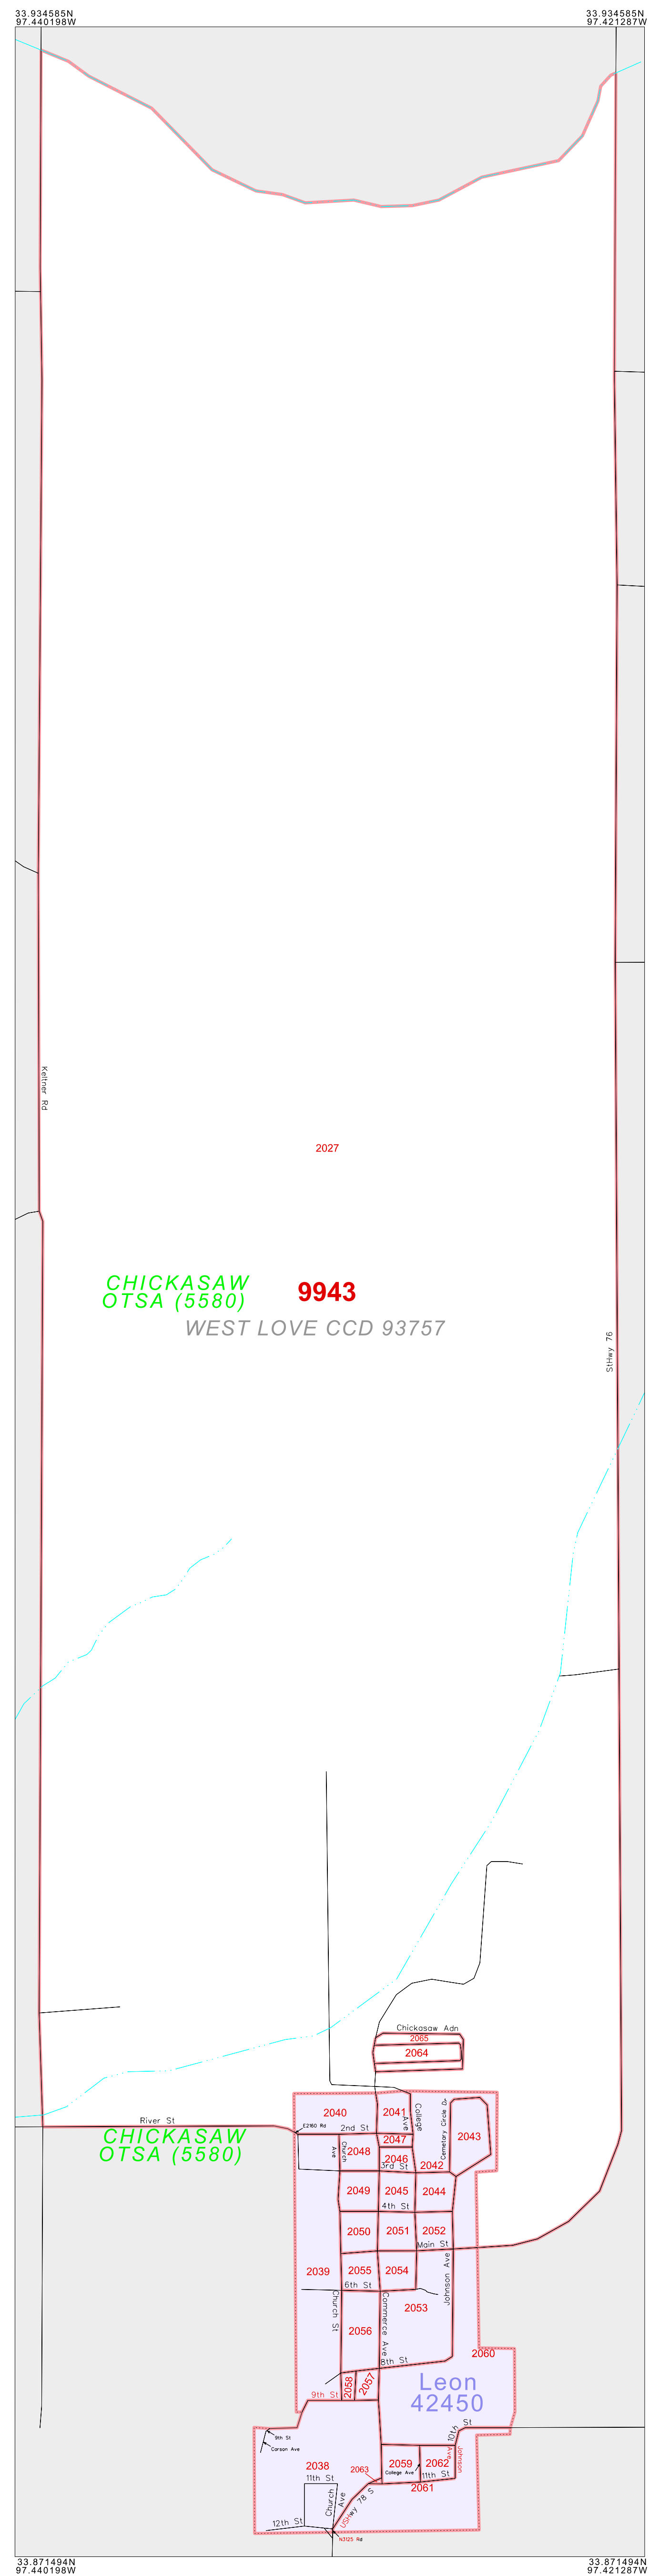 33.934585N
97.440198W
33.934585N
97.421287W
Keltner Rd
2027
CHICKASAW
OTSA (5580)
9943
WEST LOVE CCD 93757
StHwy 76
Chickasaw Adn
2065
2064
River St
CHICKASAW
OTSA (5580)
E2160 Rd
2040
2041
College
Ave
Cemetary Circle Dr
2nd St
2043
2047
Church
Ave
2048
2046
3rd St
2042
2049
2045
2044
4th St
2050
2051
2052
Main St
2039
2055
2054
Johnson Ave
6th St
Church St
Commerce Ave
2053
2056
2060
8th St
2058
2057
Leon
42450
9th St
10th St
9th St
Carson Ave
2038
2059
2062
Johnson
Ave
College Ave
2063
11th St
11th St
2061
Church
Ave
USHwy 78 S
12th St
N3125 Rd
33.871494N
97.440198W
33.871494N
97.421287W